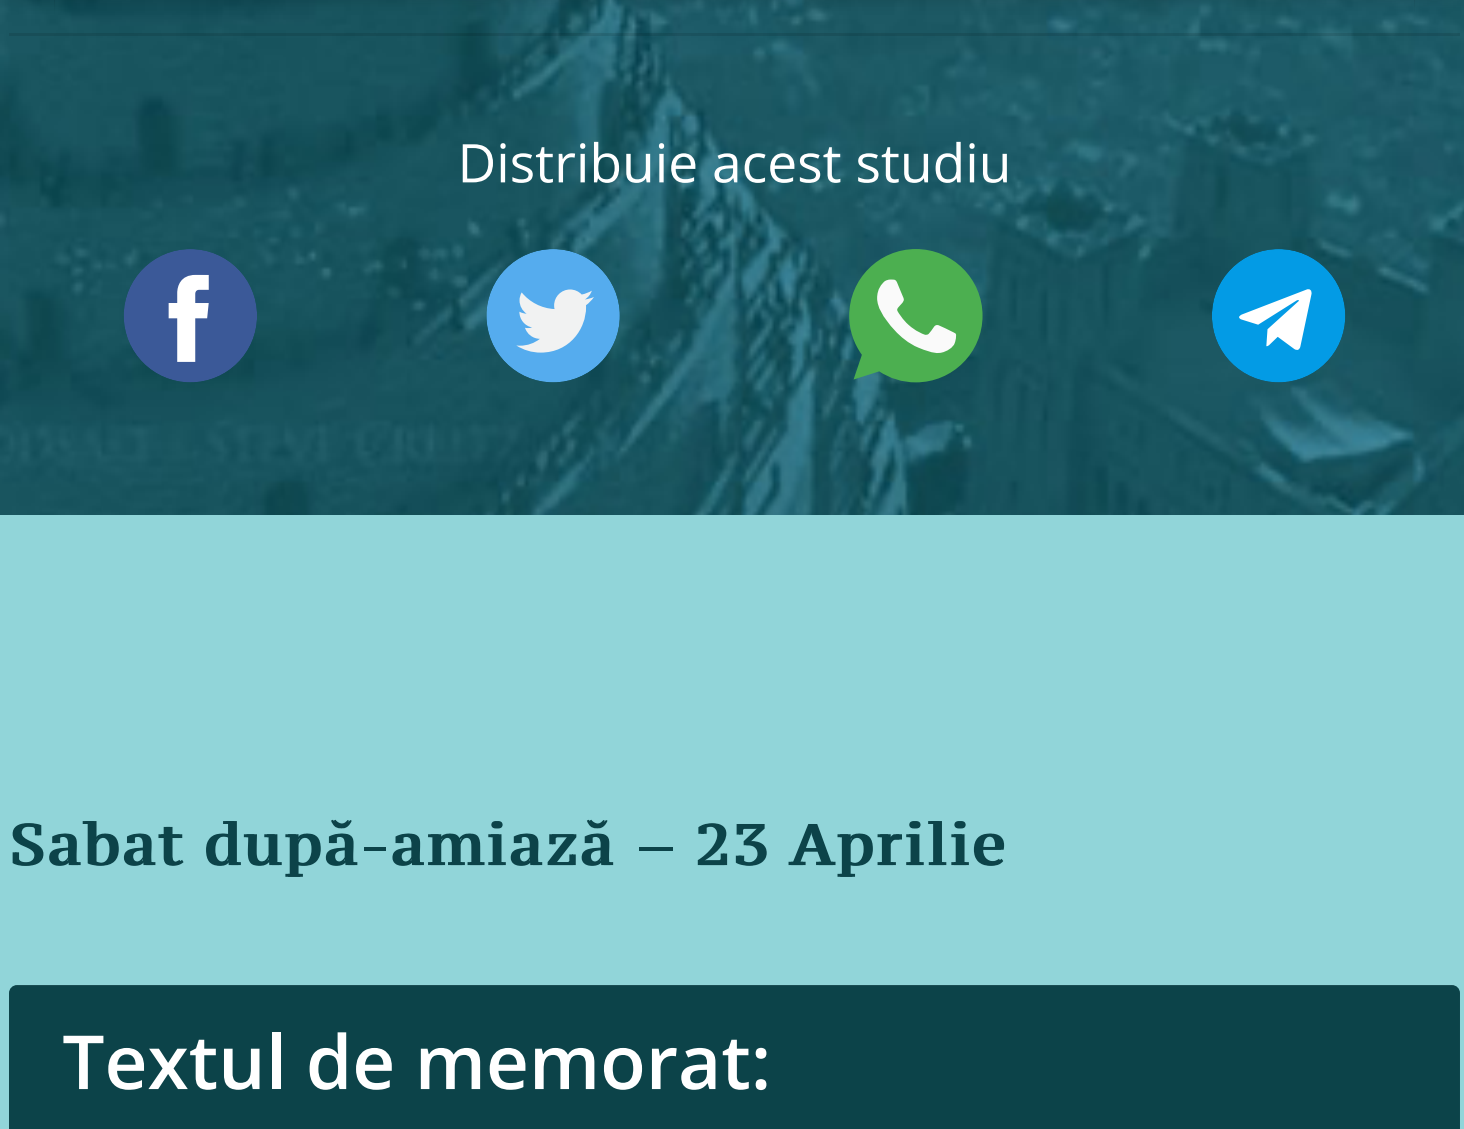 Distribuie acest studiu
Sabat după-amiază – 23 Aprilie
Textul de memorat: